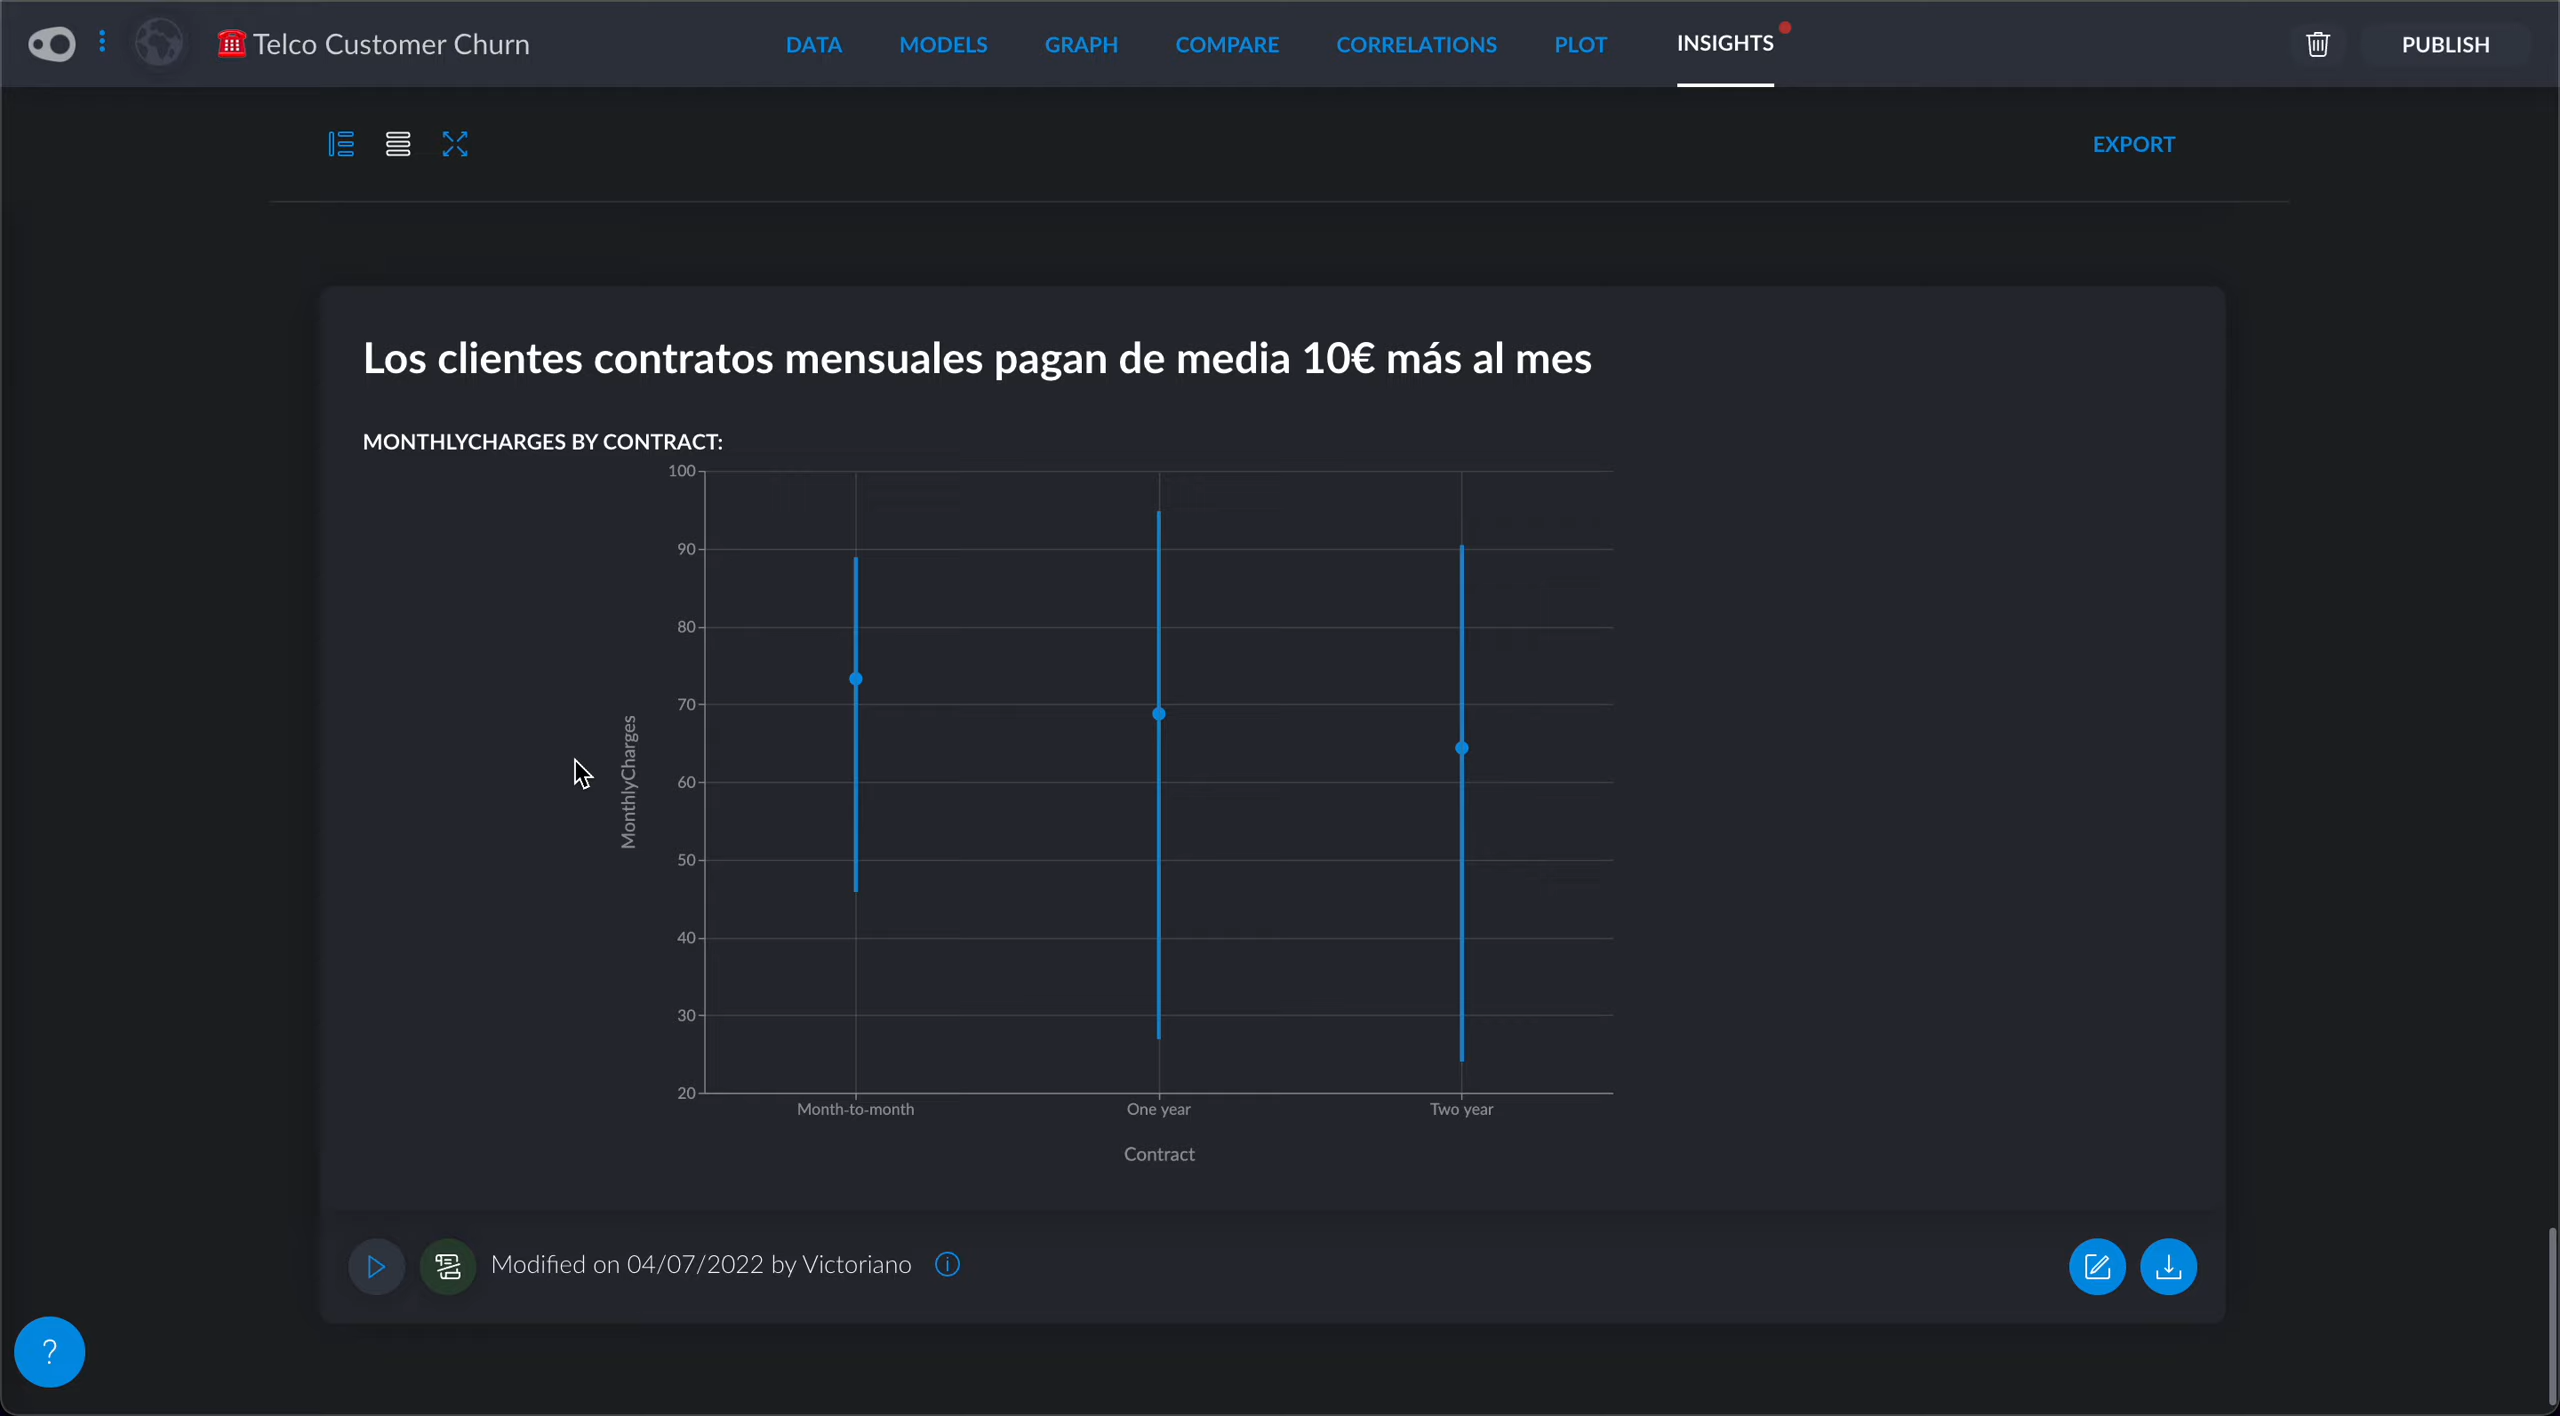 ☎️ Telco Customer Churn
DATA
MODELS
GRAPH
COMPARE
CORRELATIONS
PLOT
INSIGHTS
PUBLISH
EXPORT
Los clientes contratos mensuales pagan de media 10€ más al mes
MONTHLYCHARGES BY CONTRACT:
100
90
80
70
60
50
40
30
20
MonthlyCharges
Month-to-month
One year
Two year
Contract
Modified on 04/07/2022 by Victoriano
?